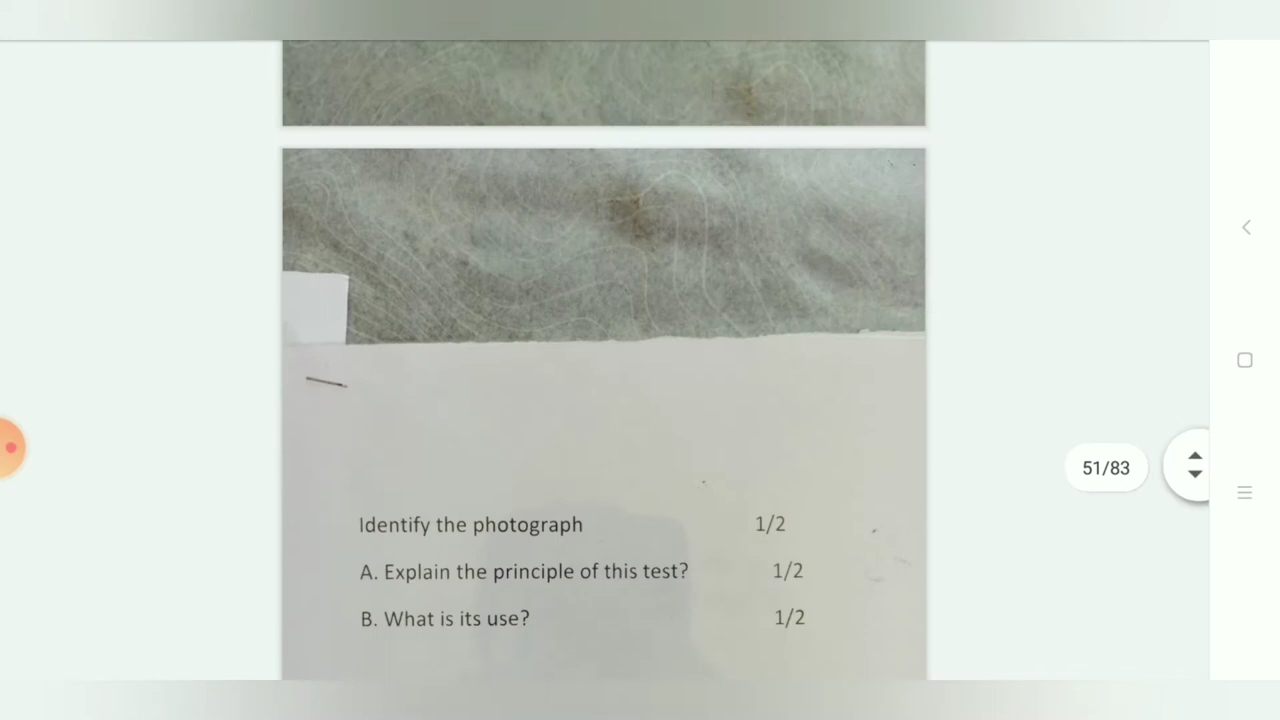 51/83
Identify the photograph 1/2
A. Explain the principle of this test? 1/2
B. What is its use? 1/2